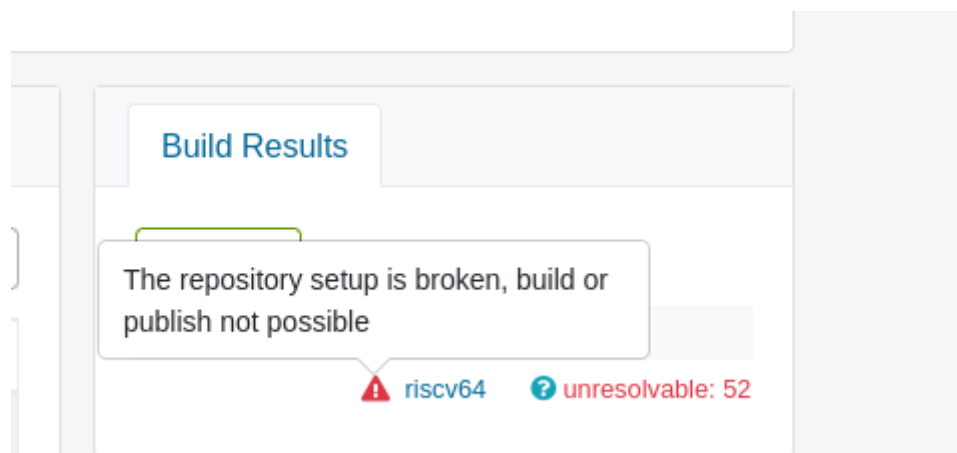 Build Results
The repository setup is broken, build or
publish not possible
riscv64 unresolvable: 52